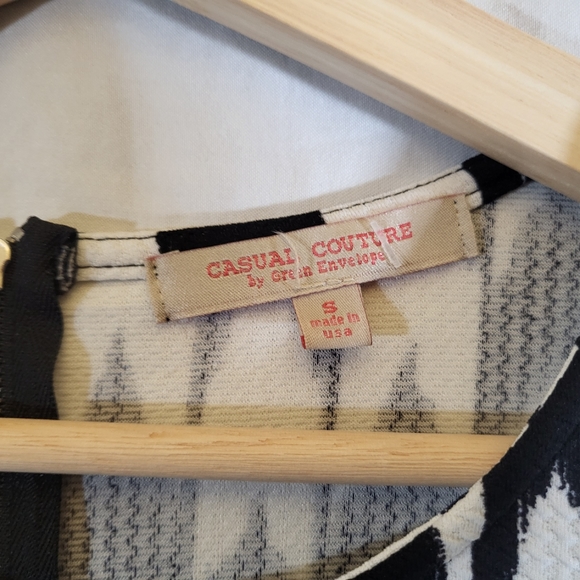 CASUAL COUTURE
By Green Envelope
S
made in
usa